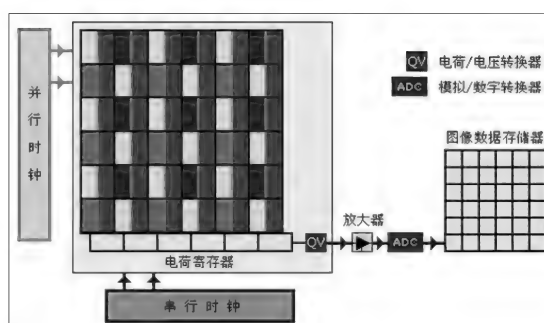 并行时钟
QV 电荷/电压转换器
ADC 模拟/数字转换器
图像数据存储器
放大器
QV
ADC
电荷寄存器
串行时钟